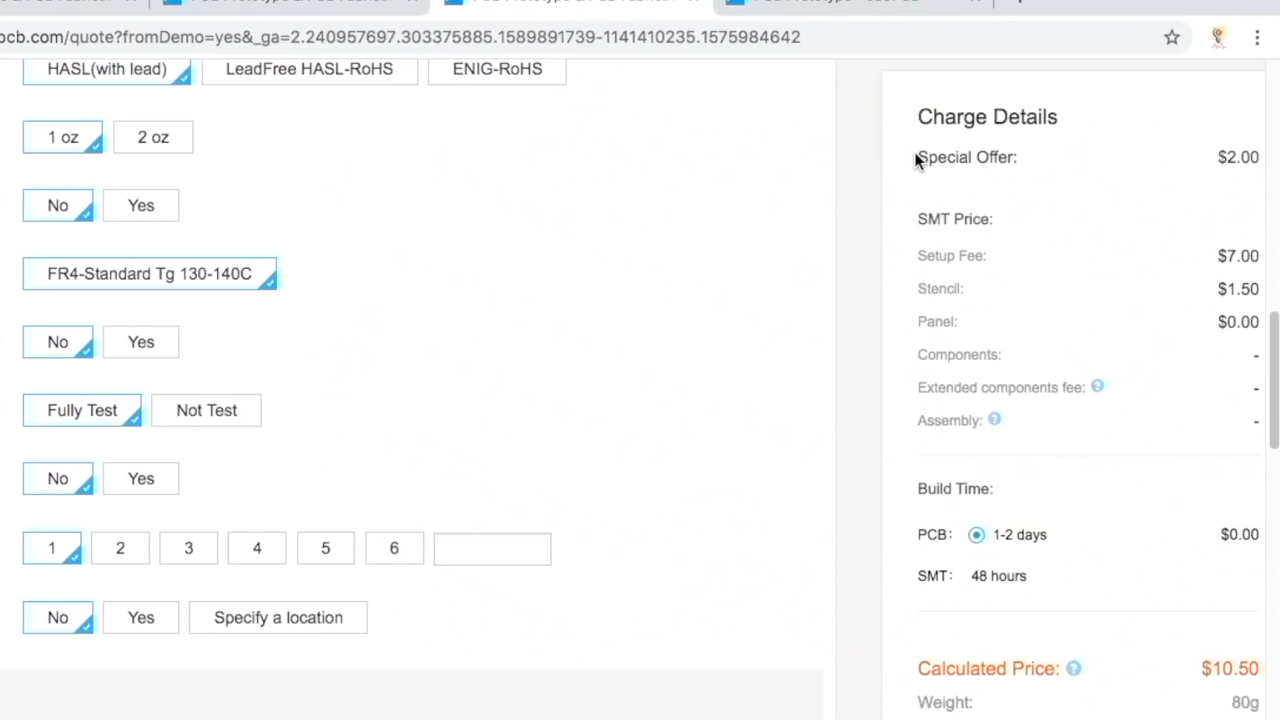 ocb.com/quote?fromDemo=yes&_ga=2.240957697.303375885.1589891739-1141410235.1575984642
HASL(with lead) LeadFree HASL-RoHS ENIG-RoHS
1 oz 2 oz
No Yes
FR4-Standard Tg 130-140C
No Yes
Fully Test Not Test
No Yes
1 2 3 4 5 6
No Yes Specify a location
Charge Details
Special Offer: $2.00
SMT Price:
Setup Fee: $7.00
Stencil: $1.50
Panel: $0.00
Components: -
Extended components fee: ? -
Assembly: ? -
Build Time:
PCB: 1-2 days $0.00
SMT: 48 hours
Calculated Price: ? $10.50
Weight: 80g